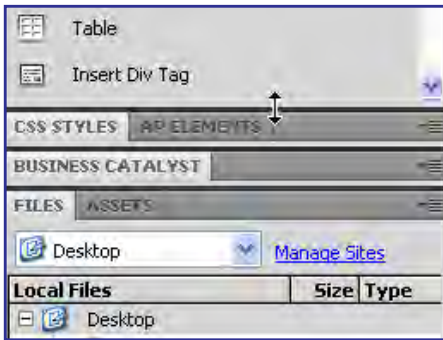 Table
Insert Div Tag
CSS STYLES AP ELEMENTS
BUSINESS CATALYST
FILES ASSETS
Desktop Manage Sites
Local Files Size Type
Desktop